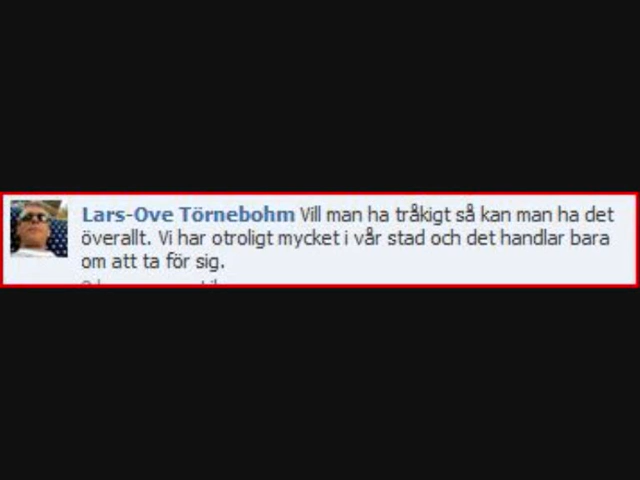 Lars-Ove Törnebohm Vill man ha tråkigt så kan man ha det
överallt. Vi har otroligt mycket i vår stad och det handlar bara
om att ta för sig.